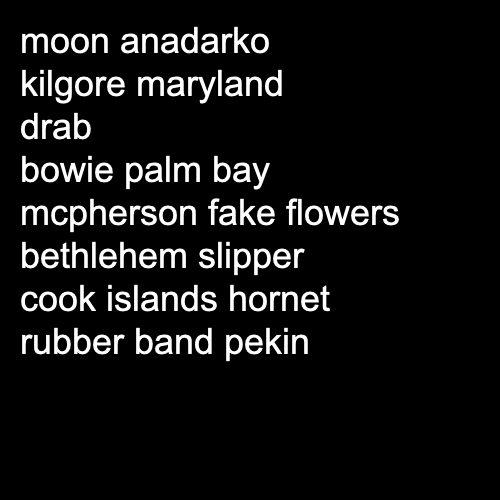 moon anadarko
kilgore maryland
drab
bowie palm bay
mcpherson fake flowers
bethlehem slipper
cook islands hornet
rubber band pekin